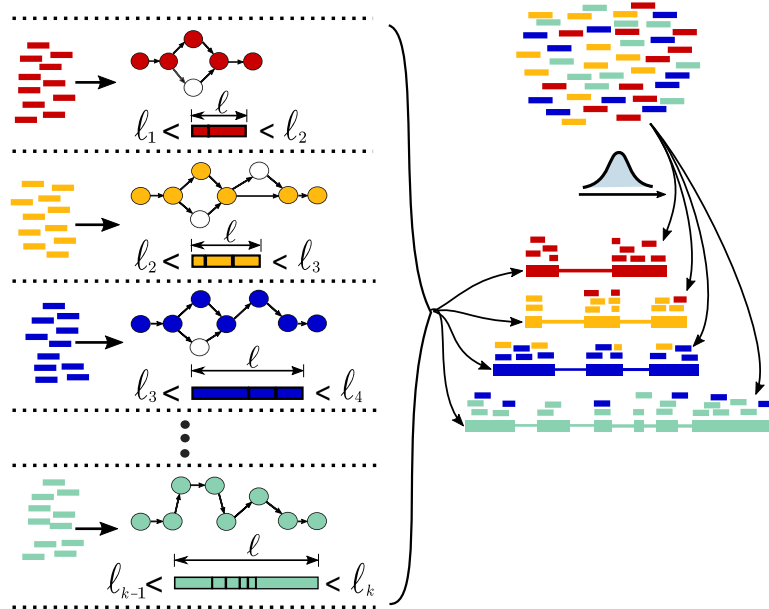 ℓ
ℓ₁ < < ℓ₂
ℓ
ℓ₂ < < ℓ₃
ℓ
ℓ₃ < < ℓ₄
ℓ
ℓₖ₋₁ < < ℓₖ